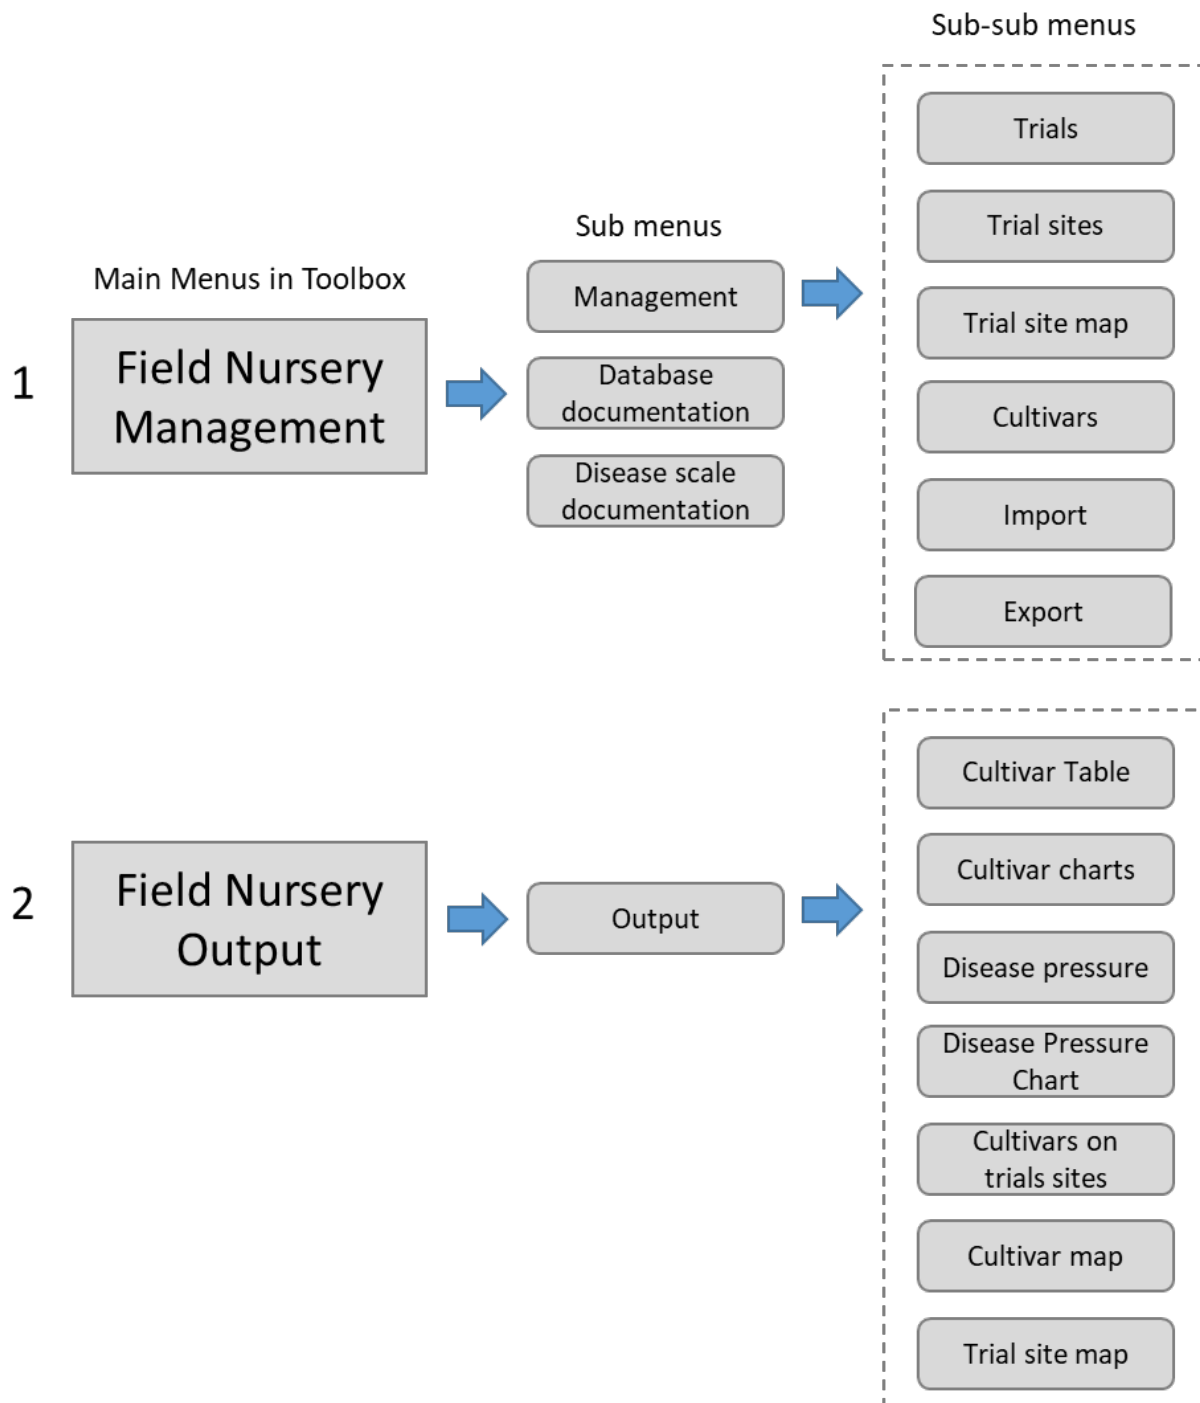 Sub-sub menus
Trials
Trial sites
Sub menus
Main Menus in Toolbox
Management
Trial site map
1
Field Nursery
Management
Database
documentation
Cultivars
Disease scale
documentation
Import
Export
Cultivar Table
Cultivar charts
2
Field Nursery
Output
Output
Disease pressure
Disease Pressure
Chart
Cultivars on
trials sites
Cultivar map
Trial site map